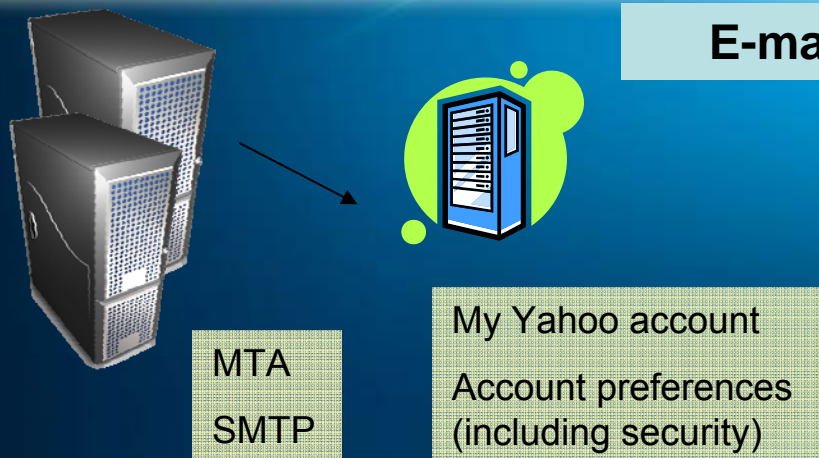 E-ma
MTA
SMTP
My Yahoo account
Account preferences
(including security)